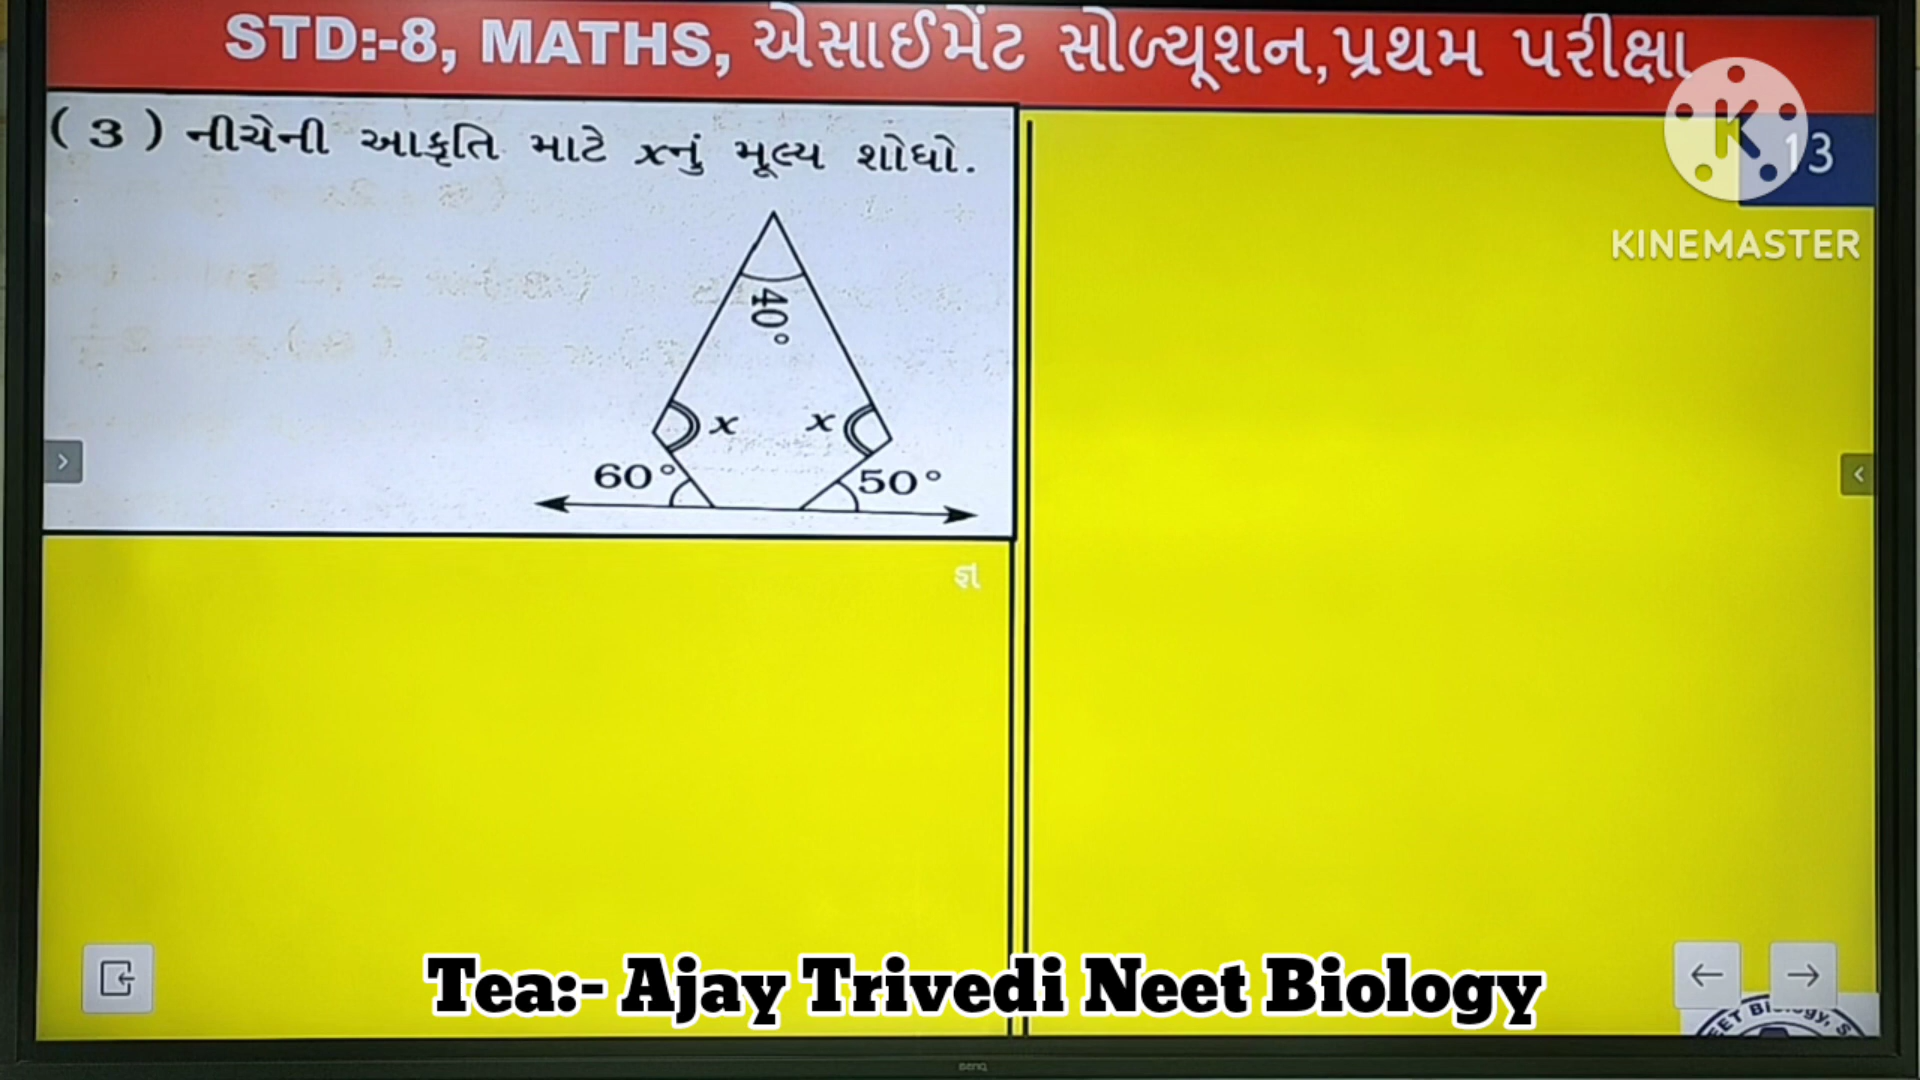 STD:-8, MATHS, એસાઈમેંટ સોળ્યૂશન,પ્રથમ પરીક્ષા
( 3 ) નીચેની આકૃતિ માટે xનું મૂલ્ય શોધો.
13
KINEMASTER
40°
x x
60° 50°
જ્ઞ
Tea:- Ajay Trivedi Neet Biology
BENQ